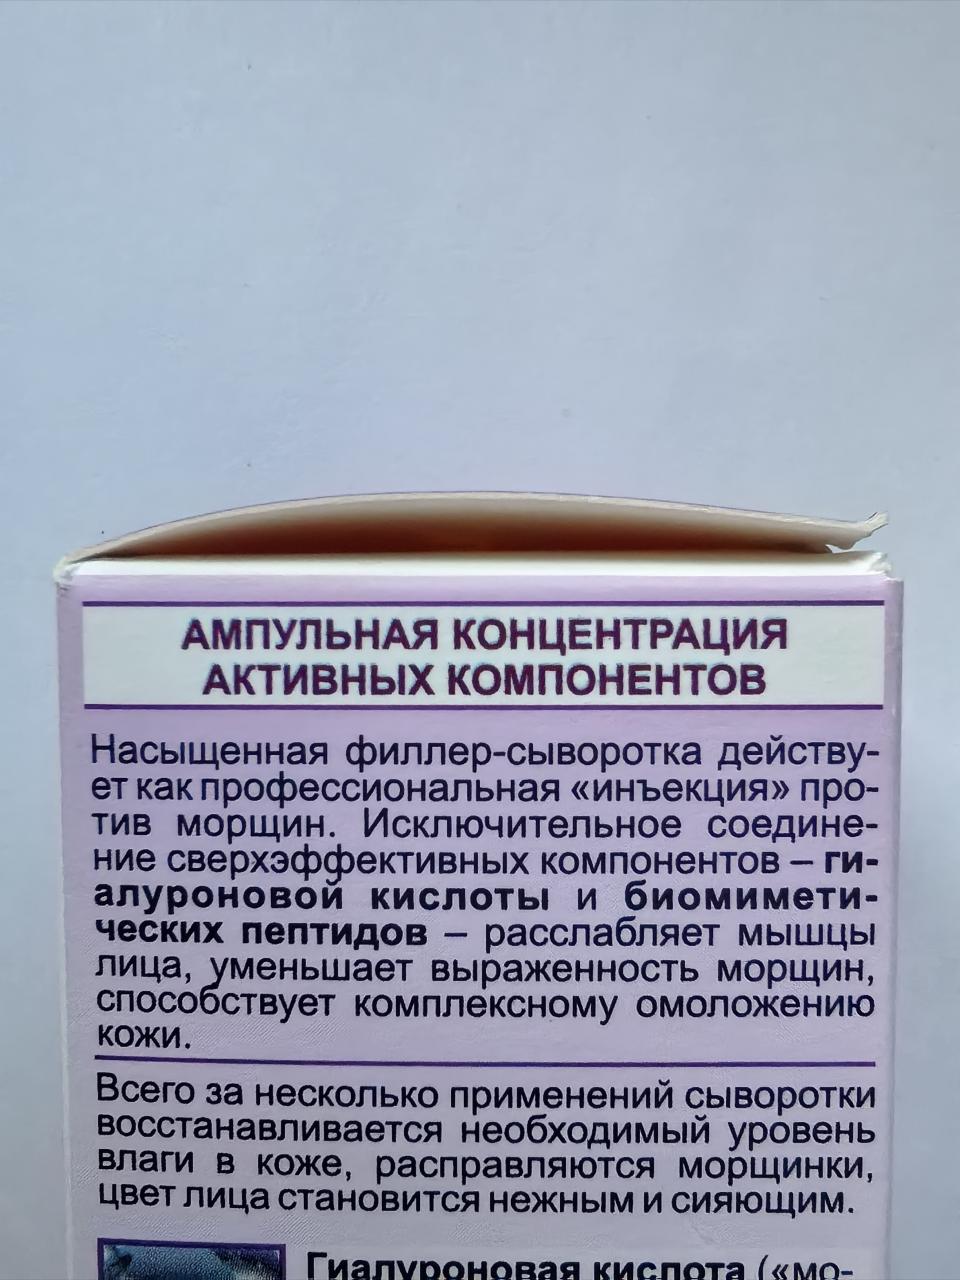 АМПУЛЬНАЯ КОНЦЕНТРАЦИЯ
АКТИВНЫХ КОМПОНЕНТОВ
Насыщенная филлер-сыворотка действу-
ет как профессиональная «инъекция» про-
тив морщин. Исключительное соедине-
ние сверхэффективных компонентов – ги-
алуроновой кислоты и биомимети-
ческих пептидов – расслабляет мышцы
лица, уменьшает выраженность морщин,
способствует комплексному омоложению
кожи.
Всего за несколько применений сыворотки
восстанавливается необходимый уровень
влаги в коже, расправляются морщинки,
цвет лица становится нежным и сияющим.
Гиалуроновая кислота («мо-